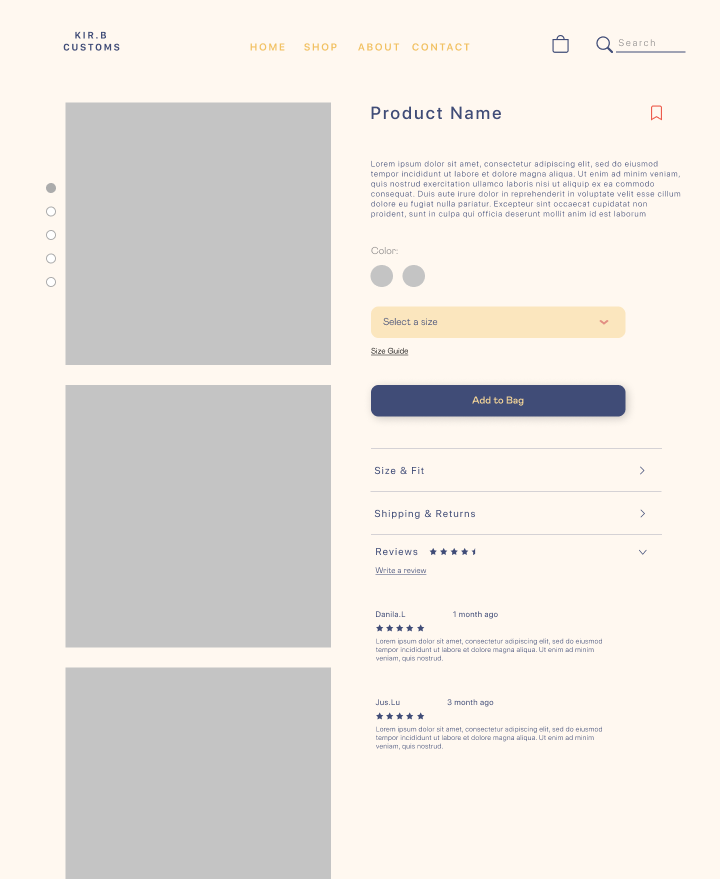 KIR.B
CUSTOMS
HOME SHOP ABOUT CONTACT
Search
Product Name
Lorem ipsum dolor sit amet, consectetur adipiscing elit, sed do eiusmod
tempor incididunt ut labore et dolore magna aliqua. Ut enim ad minim veniam,
quis nostrud exercitation ullamco laboris nisi ut aliquip ex ea commodo
consequat. Duis aute irure dolor in reprehenderit in voluptate velit esse cillum
dolore eu fugiat nulla pariatur. Excepteur sint occaecat cupidatat non
proident, sunt in culpa qui officia deserunt mollit anim id est laborum
Color:
Select a size
Size Guide
Add to Bag
Size & Fit
Shipping & Returns
Reviews
Write a review
Danila.L 1 month ago
Lorem ipsum dolor sit amet, consectetur adipiscing elit, sed do eiusmod
tempor incididunt ut labore et dolore magna aliqua. Ut enim ad minim
veniam, quis nostrud.
Jus.Lu 3 month ago
Lorem ipsum dolor sit amet, consectetur adipiscing elit, sed do eiusmod
tempor incididunt ut labore et dolore magna aliqua. Ut enim ad minim
veniam, quis nostrud.